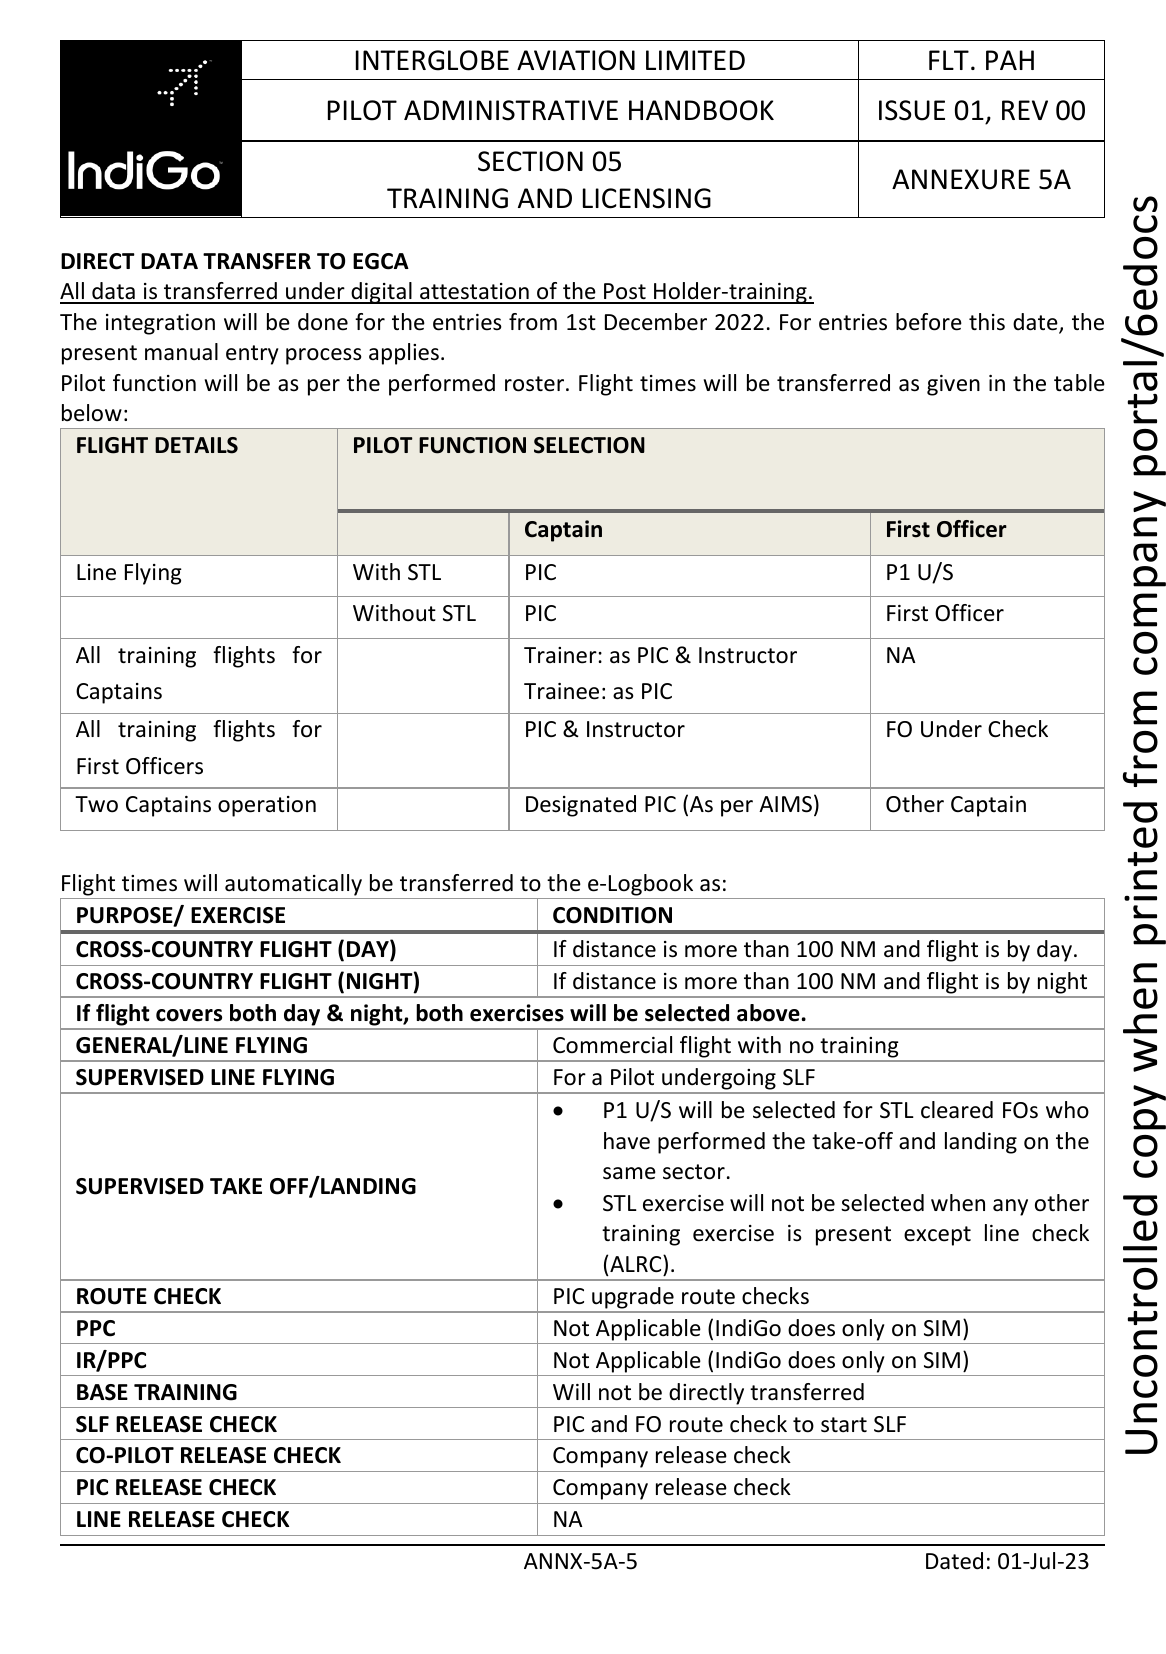 IndiGo
INTERGLOBE AVIATION LIMITED
FLT. PAH
PILOT ADMINISTRATIVE HANDBOOK
ISSUE 01, REV 00
SECTION 05
TRAINING AND LICENSING
ANNEXURE 5A
DIRECT DATA TRANSFER TO EGCA
All data is transferred under digital attestation of the Post Holder-training.
The integration will be done for the entries from 1st December 2022. For entries before this date, the
present manual entry process applies.
Pilot function will be as per the performed roster. Flight times will be transferred as given in the table
below:
FLIGHT DETAILS
PILOT FUNCTION SELECTION
Captain
First Officer
Line Flying
With STL
PIC
P1 U/S
Without STL
PIC
First Officer
All training flights for
Captains
Trainer: as PIC & Instructor
Trainee: as PIC
NA
All training flights for
First Officers
PIC & Instructor
FO Under Check
Two Captains operation
Designated PIC (As per AIMS)
Other Captain
Flight times will automatically be transferred to the e-Logbook as:
PURPOSE/ EXERCISE
CONDITION
CROSS-COUNTRY FLIGHT (DAY)
If distance is more than 100 NM and flight is by day.
CROSS-COUNTRY FLIGHT (NIGHT)
If distance is more than 100 NM and flight is by night
If flight covers both day & night, both exercises will be selected above.
GENERAL/LINE FLYING
Commercial flight with no training
SUPERVISED LINE FLYING
For a Pilot undergoing SLF
SUPERVISED TAKE OFF/LANDING
• P1 U/S will be selected for STL cleared FOs who
have performed the take-off and landing on the
same sector.
• STL exercise will not be selected when any other
training exercise is present except line check
(ALRC).
ROUTE CHECK
PIC upgrade route checks
PPC
Not Applicable (IndiGo does only on SIM)
IR/PPC
Not Applicable (IndiGo does only on SIM)
BASE TRAINING
Will not be directly transferred
SLF RELEASE CHECK
PIC and FO route check to start SLF
CO-PILOT RELEASE CHECK
Company release check
PIC RELEASE CHECK
Company release check
LINE RELEASE CHECK
NA
ANNX-5A-5
Dated: 01-Jul-23
Uncontrolled copy when printed from company portal/6edocs